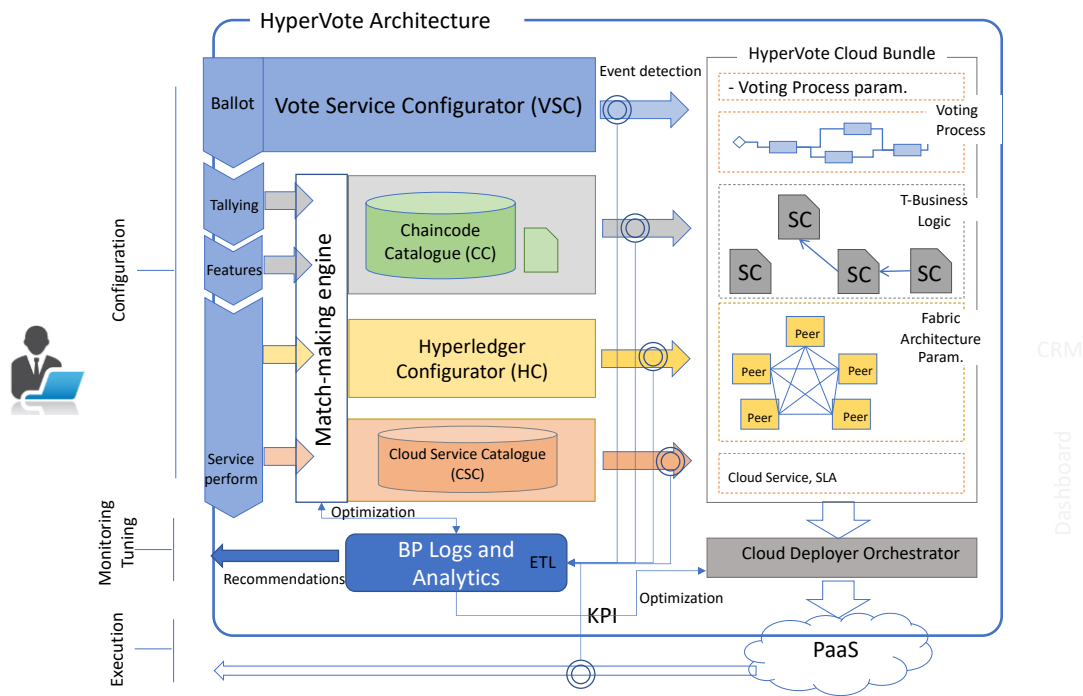 HyperVote Architecture
HyperVote Cloud Bundle
Event detection
Ballot
Vote Service Configurator (VSC)
- Voting Process param.
Voting
Process
Tallying
Features
Service
perform
Match-making engine
Chaincode
Catalogue (CC)
T-Business
Logic
SC
SC
SC
SC
Hyperledger
Configurator (HC)
Fabric
Architecture
Param.
Peer
Peer
Peer
Peer
Peer
Cloud Service Catalogue
(CSC)
Cloud Service, SLA
Configuration
Monitoring
Tuning
Execution
Optimization
BP Logs and
Analytics
ETL
Recommendations
Cloud Deployer Orchestrator
Optimization
KPI
PaaS
CRM
Dashboard